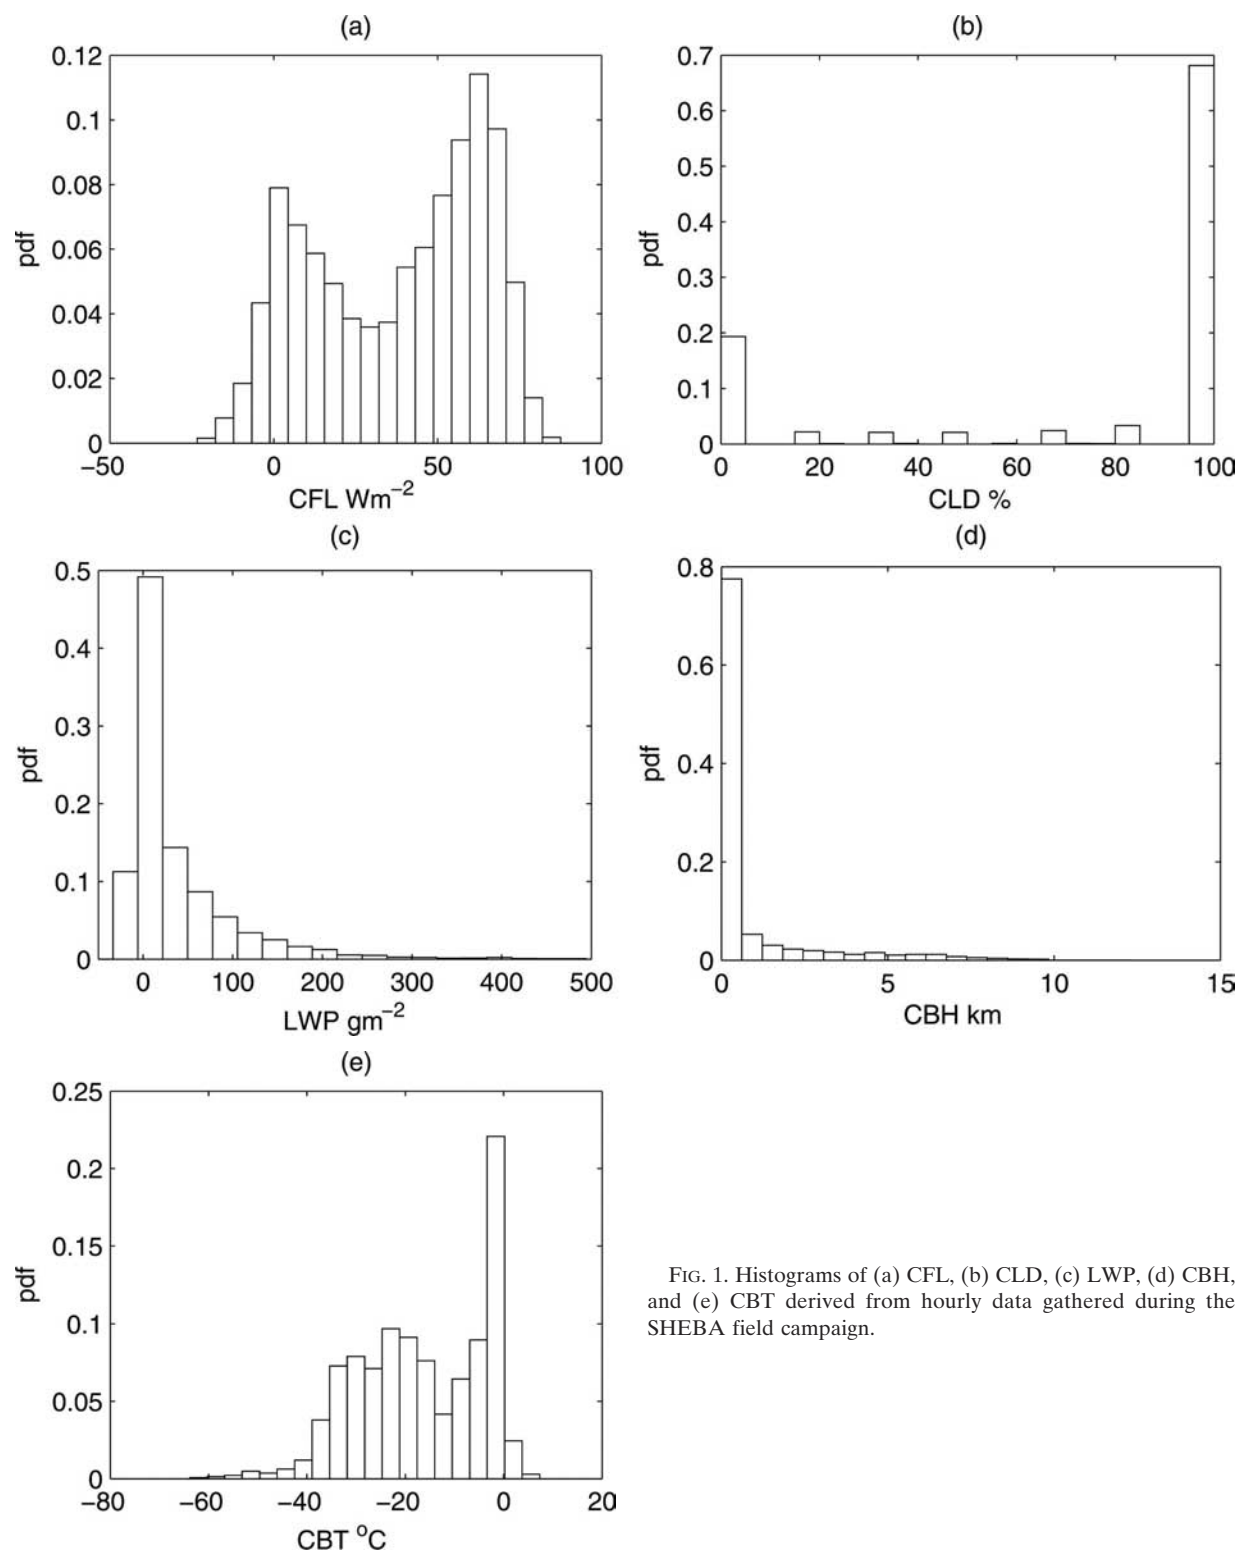 (a)
0.12
0.1
0.08
0.06
0.04
0.02
0
pdf
−50 0 50 100
CFL Wm−2
(b)
0.7
0.6
0.5
0.4
0.3
0.2
0.1
0
pdf
0 20 40 60 80 100
CLD %
(c)
0.5
0.4
0.3
0.2
0.1
0
pdf
0 100 200 300 400 500
LWP gm−2
(d)
0.8
0.6
0.4
0.2
0
pdf
0 5 10 15
CBH km
(e)
0.25
0.2
0.15
0.1
0.05
0
pdf
−80 −60 −40 −20 0 20
CBT oC
FIG. 1. Histograms of (a) CFL, (b) CLD, (c) LWP, (d) CBH,
and (e) CBT derived from hourly data gathered during the
SHEBA field campaign.